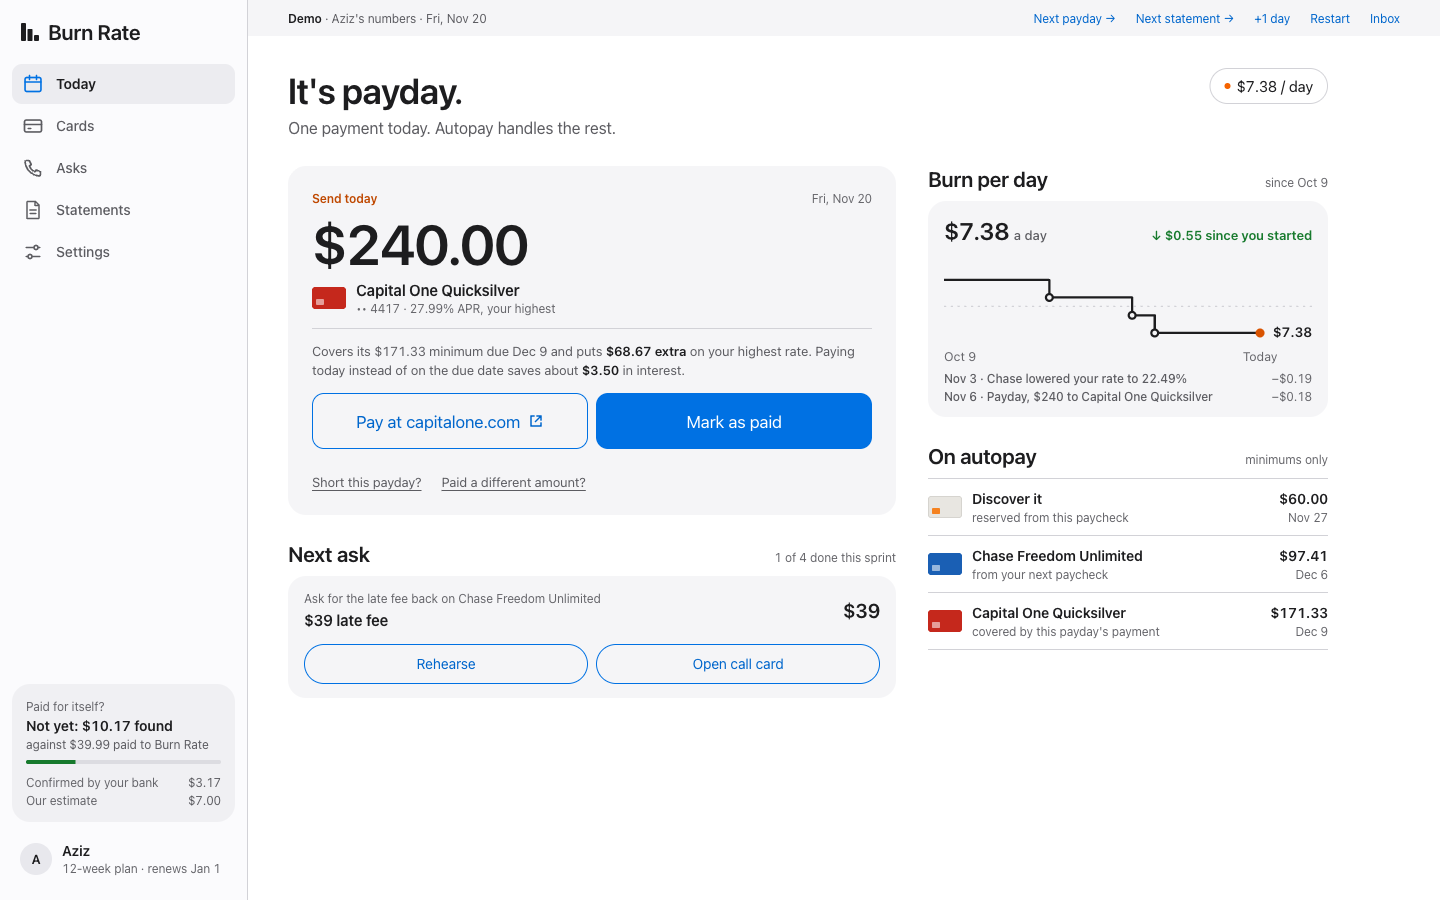 Burn Rate
Today
Cards
Asks
Statements
Settings
Paid for itself?
Not yet: $10.17 found
against $39.99 paid to Burn Rate
Confirmed by your bank $3.17
Our estimate $7.00
A
Aziz
12-week plan · renews Jan 1
Demo · Aziz's numbers · Fri, Nov 20
Next payday → Next statement → +1 day Restart Inbox
It's payday.
One payment today. Autopay handles the rest.
$7.38 / day
Send today Fri, Nov 20
$240.00
Capital One Quicksilver
·· 4417 · 27.99% APR, your highest
Covers its $171.33 minimum due Dec 9 and puts $68.67 extra on your highest rate. Paying
today instead of on the due date saves about $3.50 in interest.
Pay at capitalone.com
Mark as paid
Short this payday? Paid a different amount?
Next ask 1 of 4 done this sprint
Ask for the late fee back on Chase Freedom Unlimited
$39 late fee
$39
Rehearse
Open call card
Burn per day since Oct 9
$7.38 a day
↓ $0.55 since you started
$7.38
Oct 9 Today
Nov 3 · Chase lowered your rate to 22.49% −$0.19
Nov 6 · Payday, $240 to Capital One Quicksilver −$0.18
On autopay minimums only
Discover it $60.00
reserved from this paycheck Nov 27
Chase Freedom Unlimited $97.41
from your next paycheck Dec 6
Capital One Quicksilver $171.33
covered by this payday's payment Dec 9